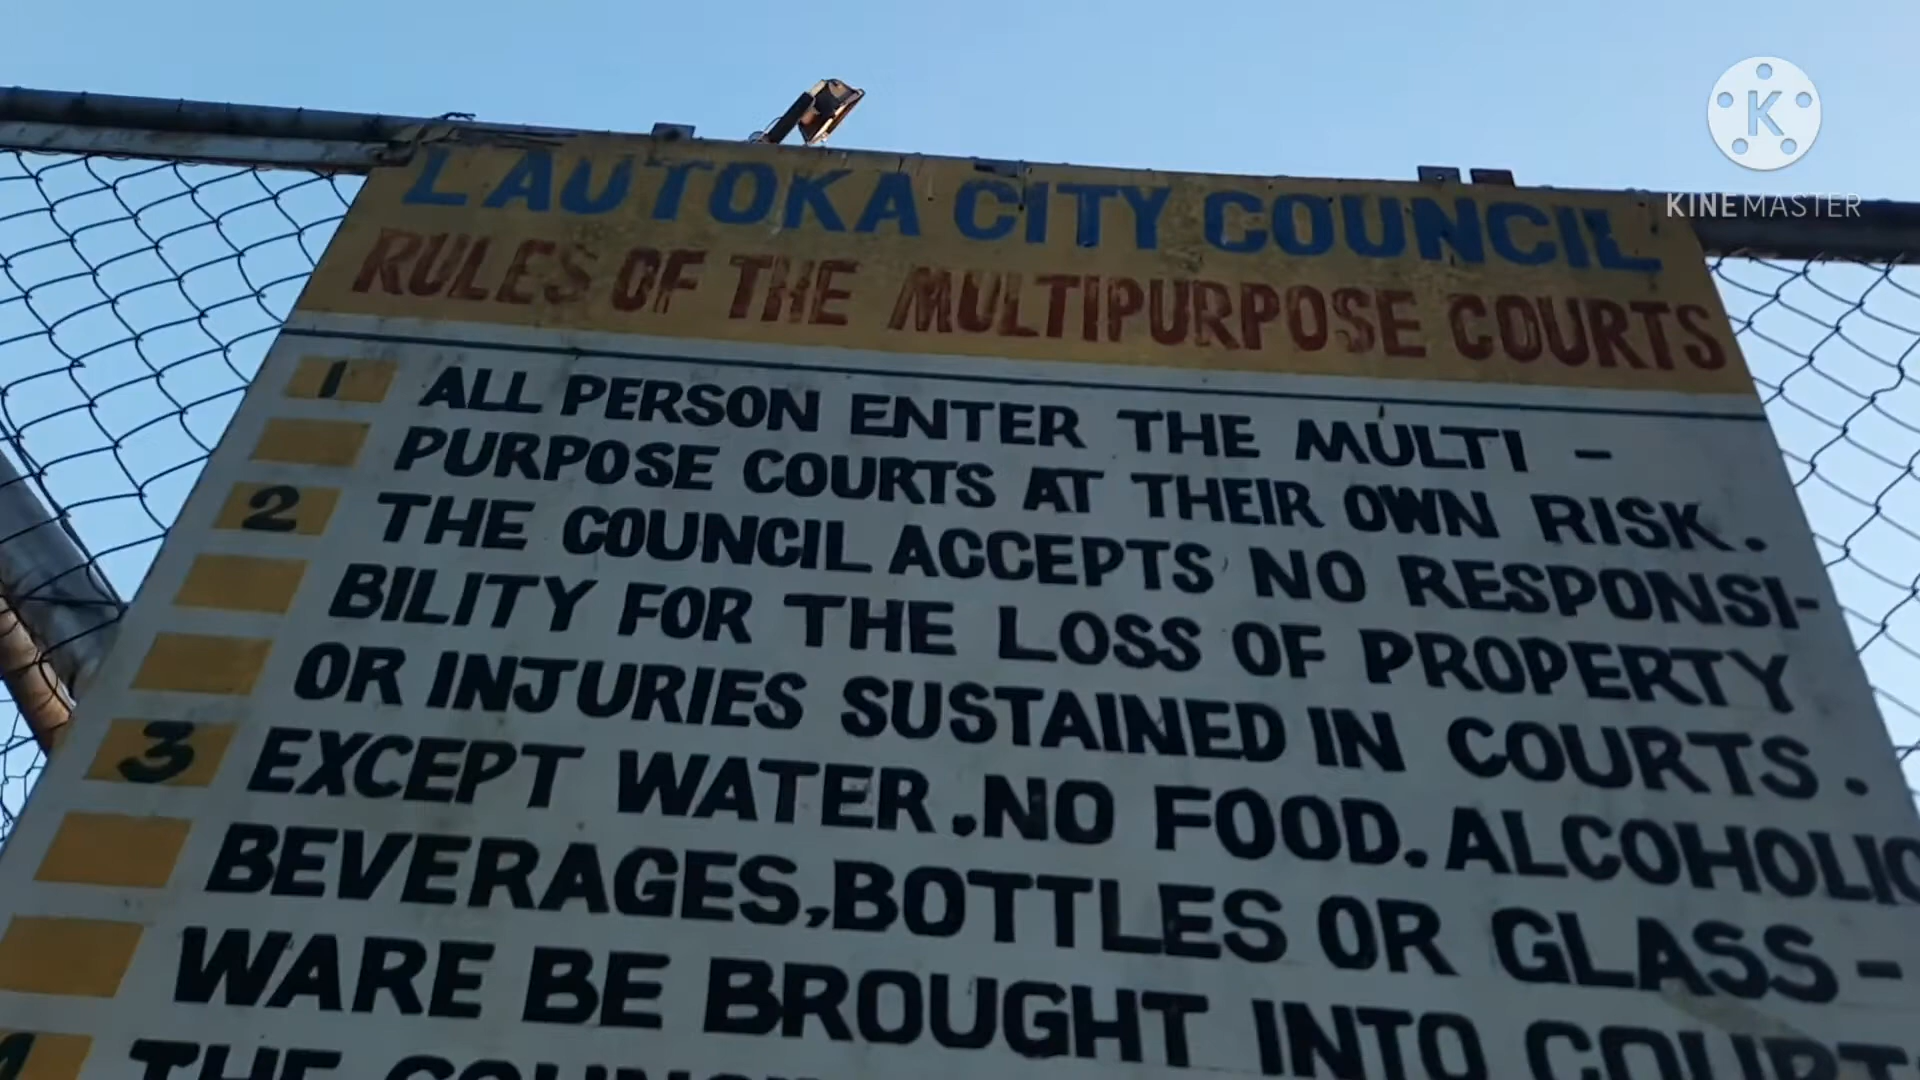 LAUTOKA CITY COUNCIL
RULES OF THE MULTIPURPOSE COURTS
1 ALL PERSON ENTER THE MULTI -
PURPOSE COURTS AT THEIR OWN RISK.
2 THE COUNCIL ACCEPTS NO RESPONSI-
BILITY FOR THE LOSS OF PROPERTY
OR INJURIES SUSTAINED IN COURTS.
3 EXCEPT WATER.NO FOOD.ALCOHOLIC
BEVERAGES,BOTTLES OR GLASS-
WARE BE BROUGHT INTO COURTS
THE
K
KINEMASTER